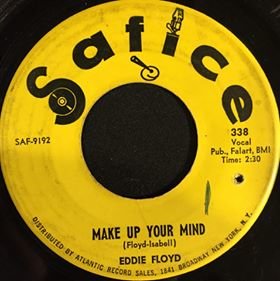 Safice
SAF-9192
338
Vocal
Pub., Falart, BMI
Time: 2:30
MAKE UP YOUR MIND
(Floyd-Isabell)
EDDIE FLOYD
DISTRIBUTED BY ATLANTIC RECORD SALES, 1841 BROADWAY NEW YORK, N.Y.